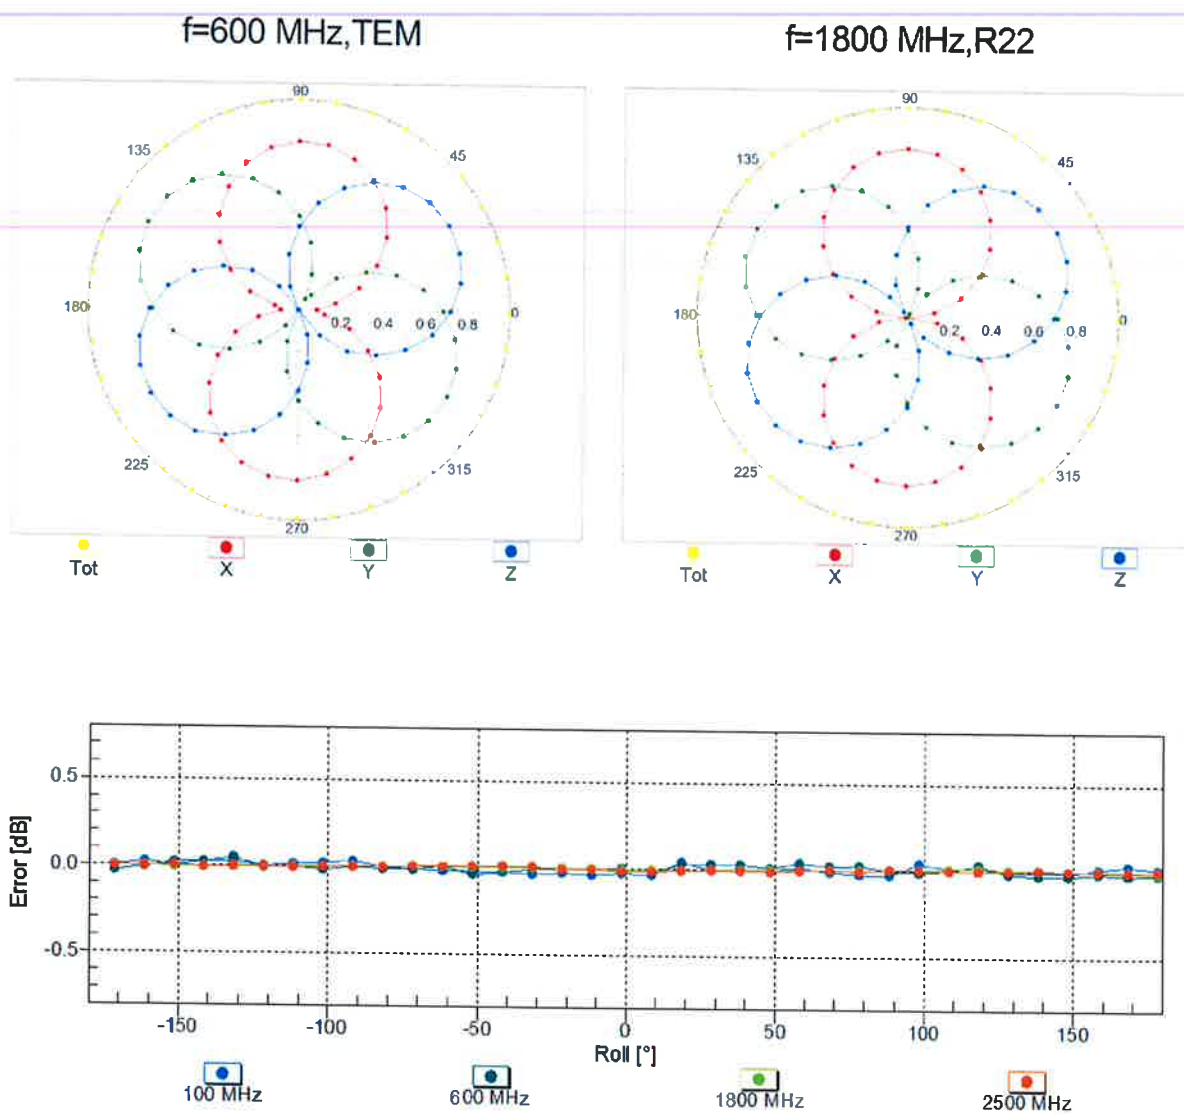 f=600 MHz,TEM
f=1800 MHz,R22
90
135
45
180
0
0.2 0.4 0.6 0.8
225
315
270
Tot X Y Z
90
135
45
180
0
0.2 0.4 0.6 0.8
225
315
270
Tot X Y Z
Error [dB]
0.5
0.0
-0.5
-150 -100 -50 0 50 100 150
Roll [°]
100 MHz 600 MHz 1800 MHz 2500 MHz